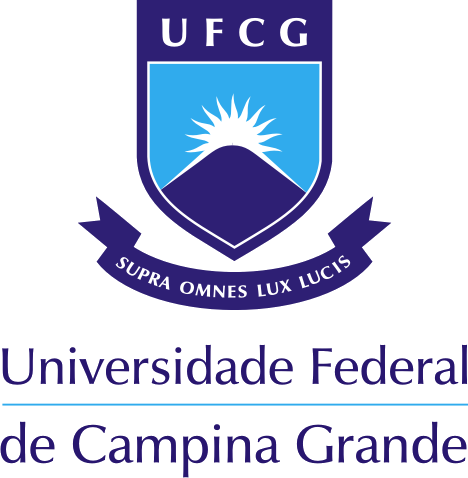 UFCG
SUPRA OMNES LUX LUCIS
Universidade Federal
de Campina Grande